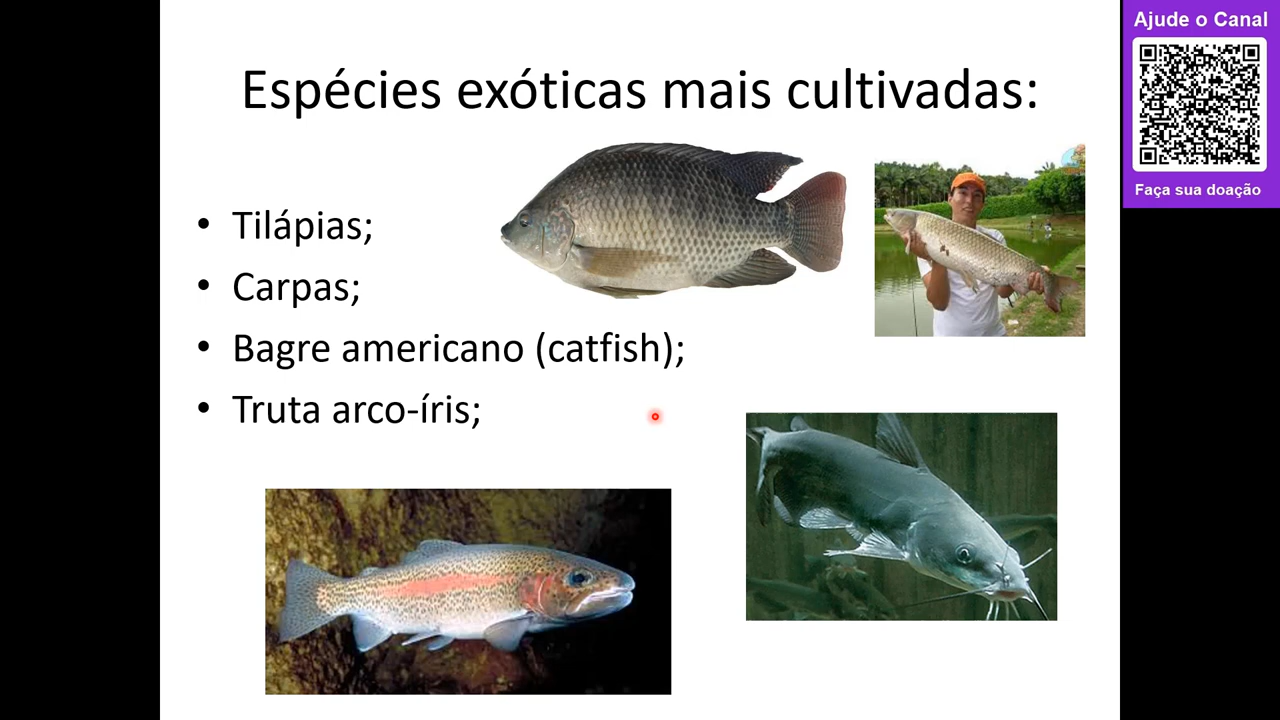 Espécies exóticas mais cultivadas:
• Tilápias;
• Carpas;
• Bagre americano (catfish);
• Truta arco-íris;
Ajude o Canal
Faça sua doação